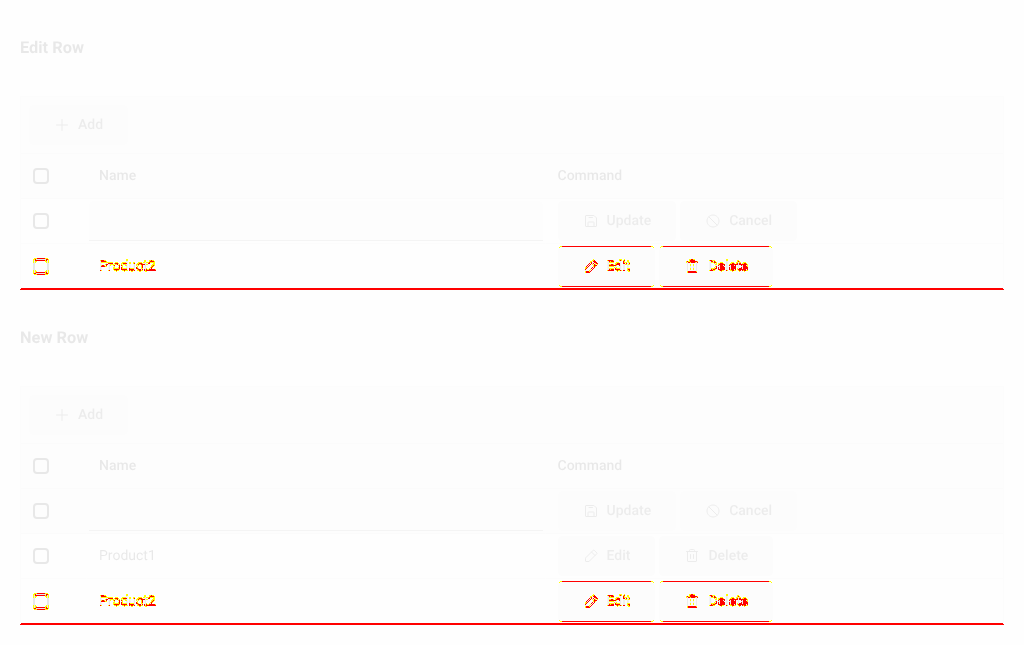 Edit Row
Add
Name Command
Update Cancel
Product2 Edit Delete
New Row
Add
Name Command
Update Cancel
Product1 Edit Delete
Product2 Edit Delete